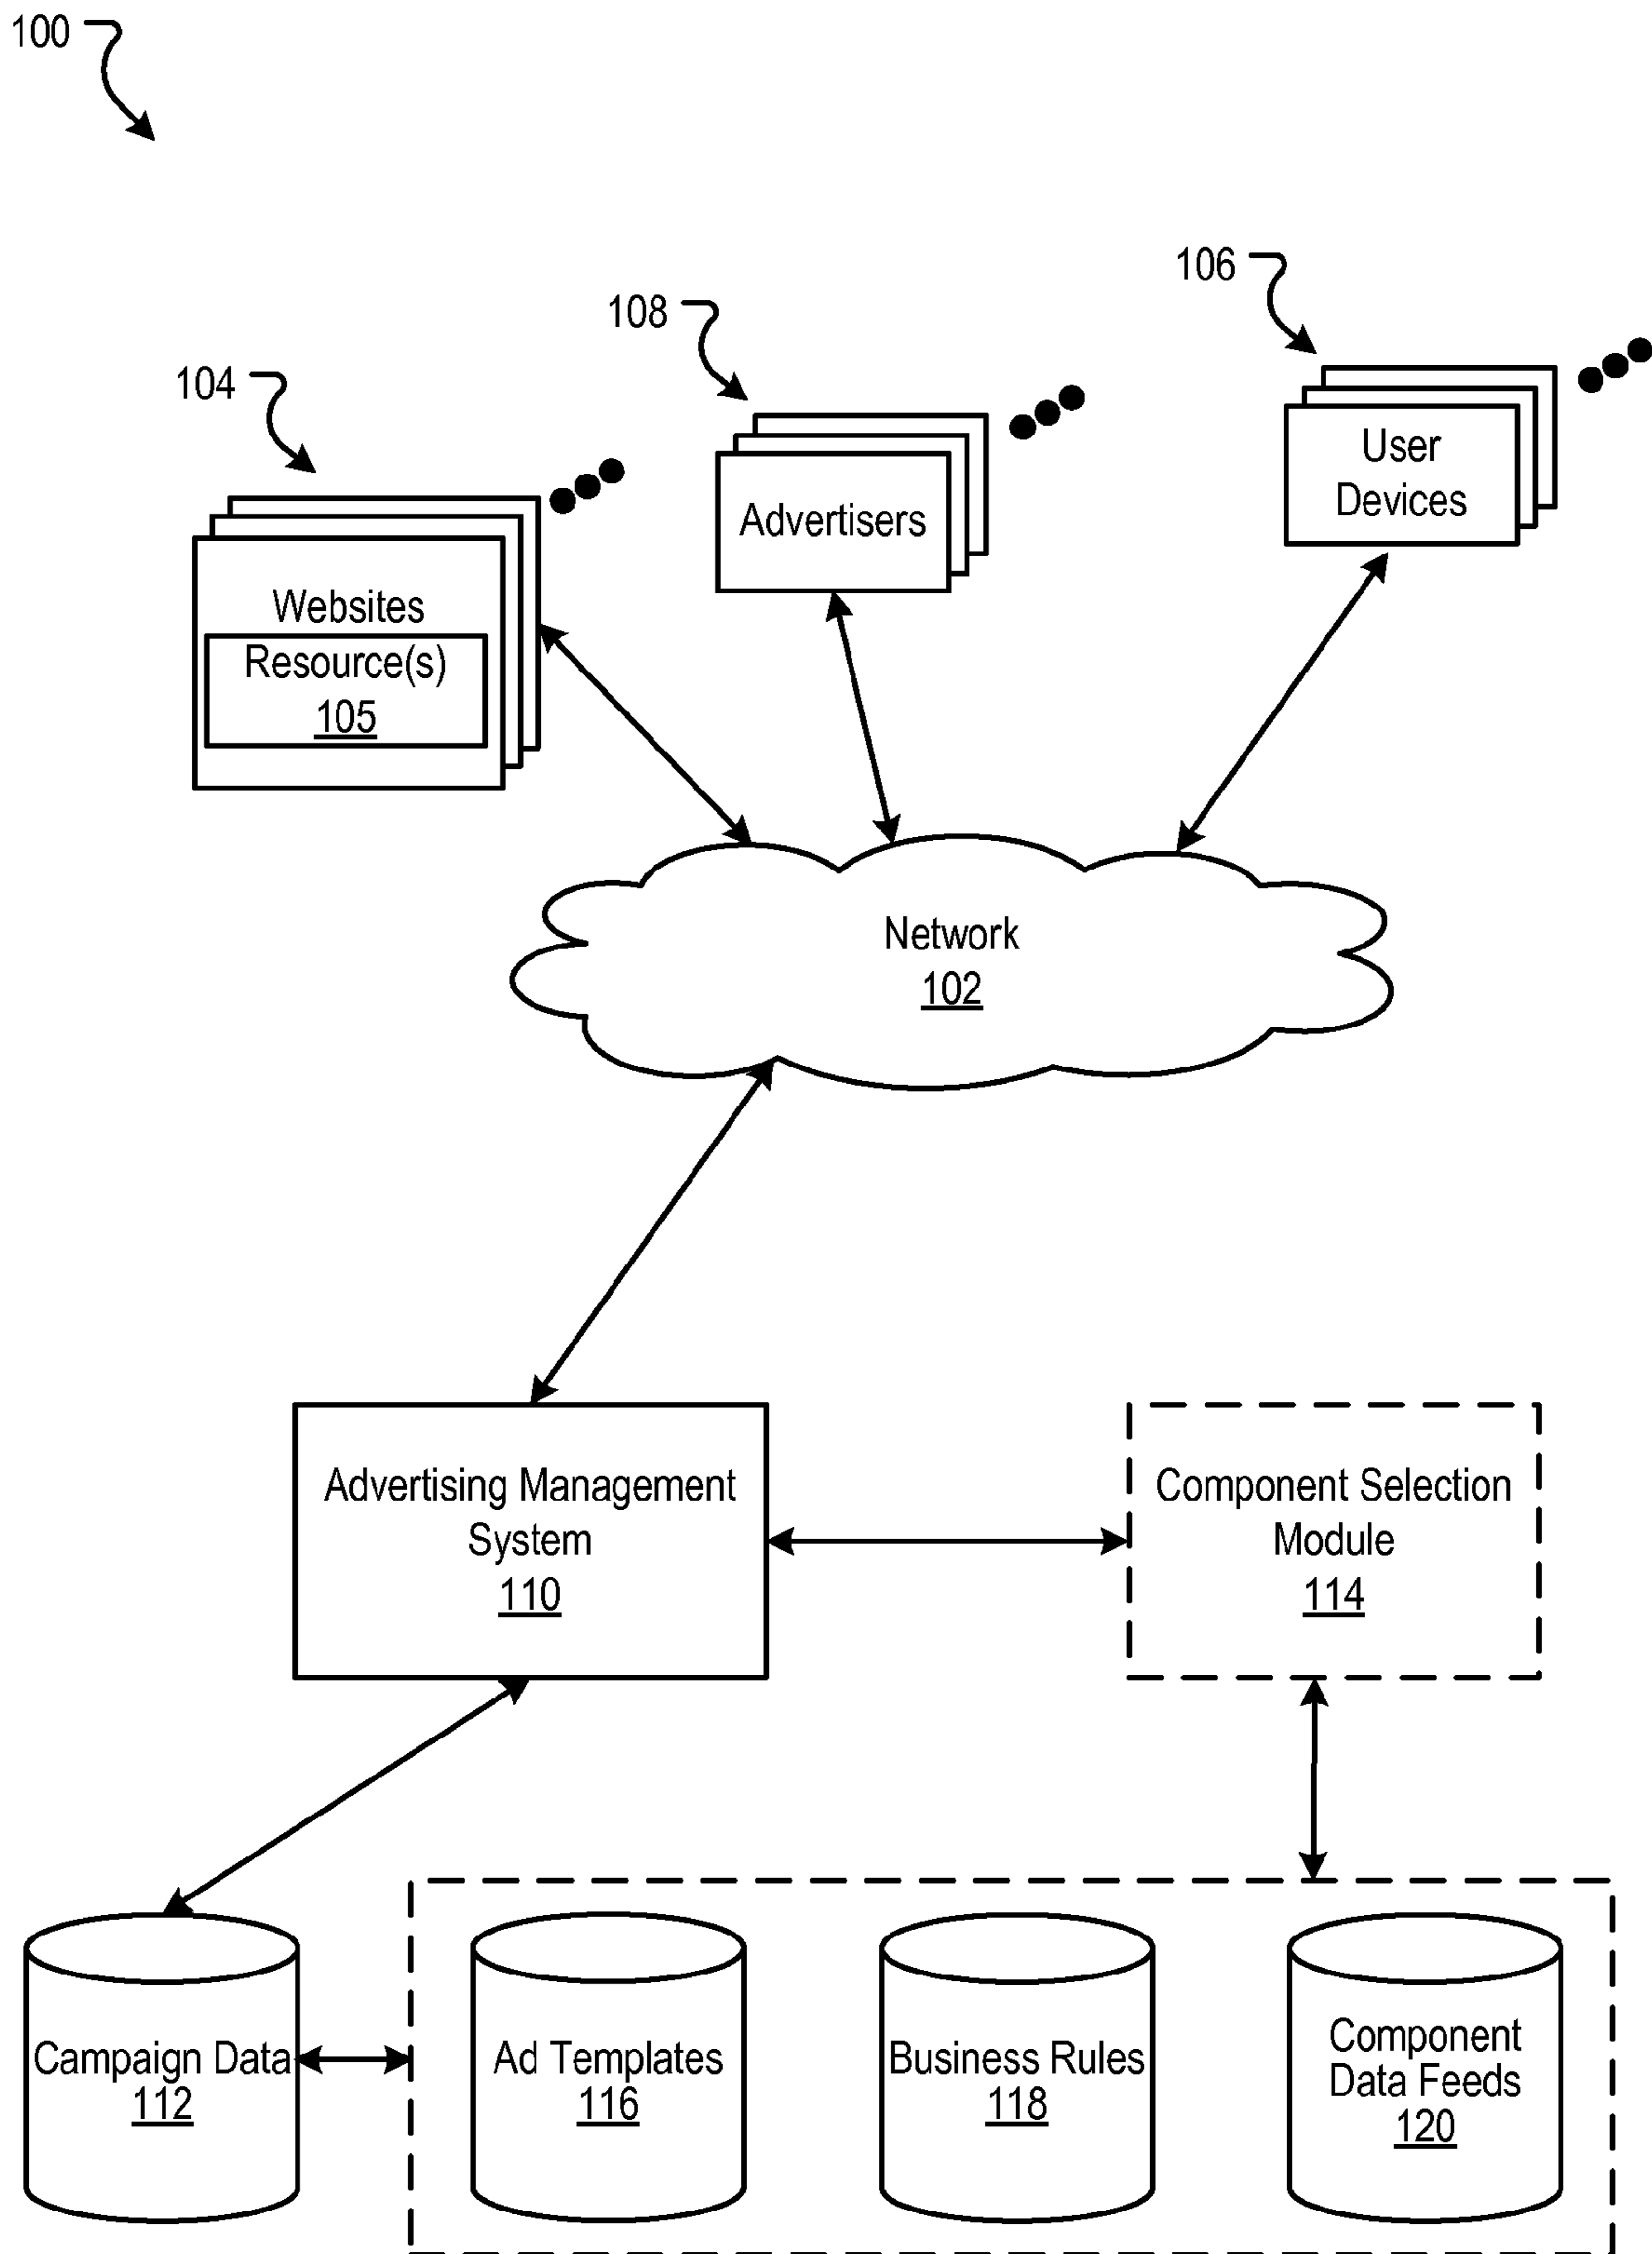 100
106
108
104
User
Devices
Advertisers
Websites
Resource(s)
105
Network
102
Advertising Management
System
110
Component Selection
Module
114
Campaign Data
112
Ad Templates
116
Business Rules
118
Component
Data Feeds
120